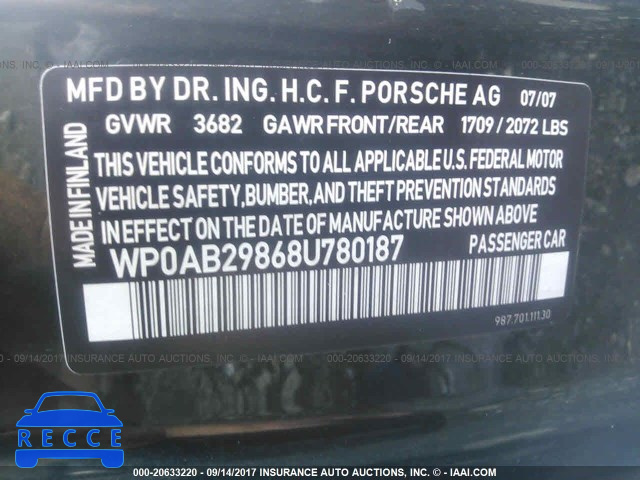 MFD BY DR. ING. H.C. F. PORSCHE AG 07/07
GVWR 3682 GAWR FRONT/REAR 1709 / 2072 LBS
THIS VEHICLE CONFORMS TO ALL APPLICABLE U.S. FEDERAL MOTOR
VEHICLE SAFETY, BUMBER, AND THEFT PREVENTION STANDARDS
IN EFFECT ON THE DATE OF MANUFACTURE SHOWN ABOVE
WP0AB29868U780187 PASSENGER CAR
MADE IN FINLAND
987.701.111.30
000-20633220 - 09/14/2017 INSURANCE AUTO AUCTIONS, INC. - © IAAI.COM
RECCE
000-20633220 - 09/14/2017 INSURANCE AUTO AUCTIONS, INC. - © IAAI.COM